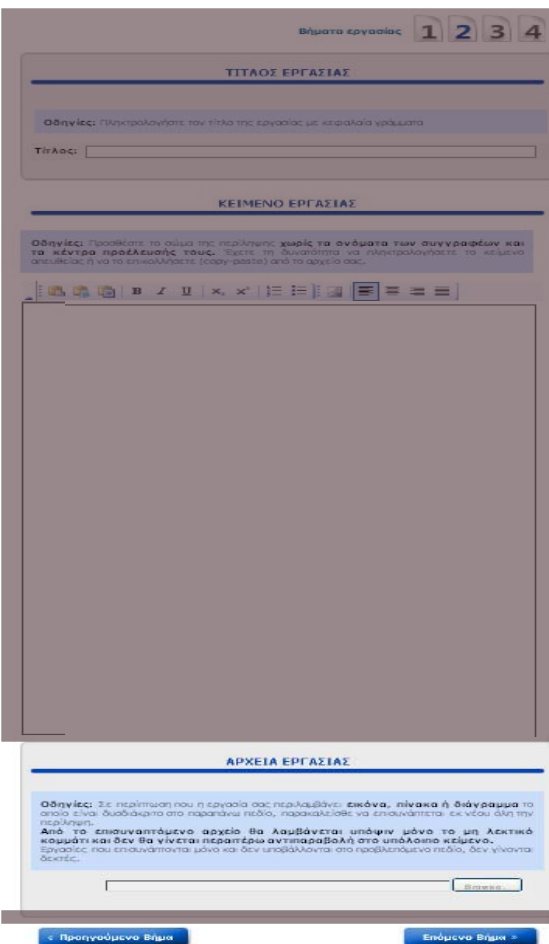 Βήματα εργασίας 1 2 3 4
ΤΙΤΛΟΣ ΕΡΓΑΣΙΑΣ
Οδηγίες: Πληκτρολογήστε τον τίτλο της εργασίας με κεφαλαία γράμματα
Τίτλος:
ΚΕΙΜΕΝΟ ΕΡΓΑΣΙΑΣ
Οδηγίες: Προσθέστε το σώμα της περίληψης χωρίς τα ονόματα των συγγραφέων και
τα κέντρα προέλευσής τους. Έχετε τη δυνατότητα να πληκτρολογήσετε το κείμενο
απευθείας ή να το επικολλήσετε (copy-paste) από το αρχείο σας.
B I U x₂ x²
ΑΡΧΕΙΑ ΕΡΓΑΣΙΑΣ
Οδηγίες: Σε περίπτωση που η εργασία σας περιλαμβάνει εικόνα, πίνακα ή διάγραμμα το
οποίο είναι δυσδιάκριτο στο παραπάνω πεδίο, παρακαλείσθε να επισυνάπτεται εκ νέου όλη την
περίληψη.
Από το επισυναπτόμενο αρχείο θα λαμβάνεται υπόψιν μόνο το μη λεκτικό
κομμάτι και δεν θα γίνεται περαιτέρω αντιπαραβολή στο υπόλοιπο κείμενο.
Εργασίες που επισυνάπτονται μόνο και δεν υποβάλλονται στο προβλεπόμενο πεδίο, δεν γίνονται
δεκτές.
Browse...
« Προηγούμενο Βήμα
Επόμενο Βήμα »